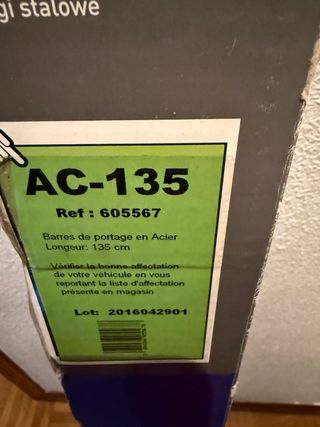 gi stalowe
AC-135
Ref : 605567
Barres de portage en Acier
Longeur: 135 cm
Vérifier la bonne affectation
de votre véhicule en vous
reportant la liste d'affectation
présente en magasin
Lot: 2016042901